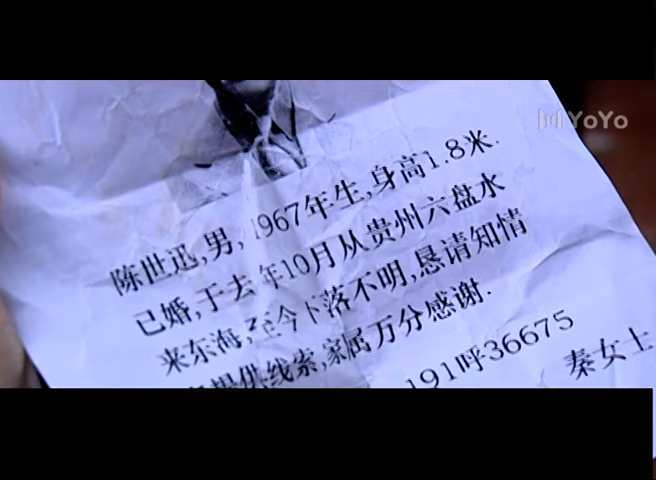 YoYo
陈世迅,男,1967年生,身高1.8米.
已婚,于去年10月从贵州六盘水
来东海,至今下落不明,恳请知情
提供线索,家属万分感谢.
191呼36675
秦女士